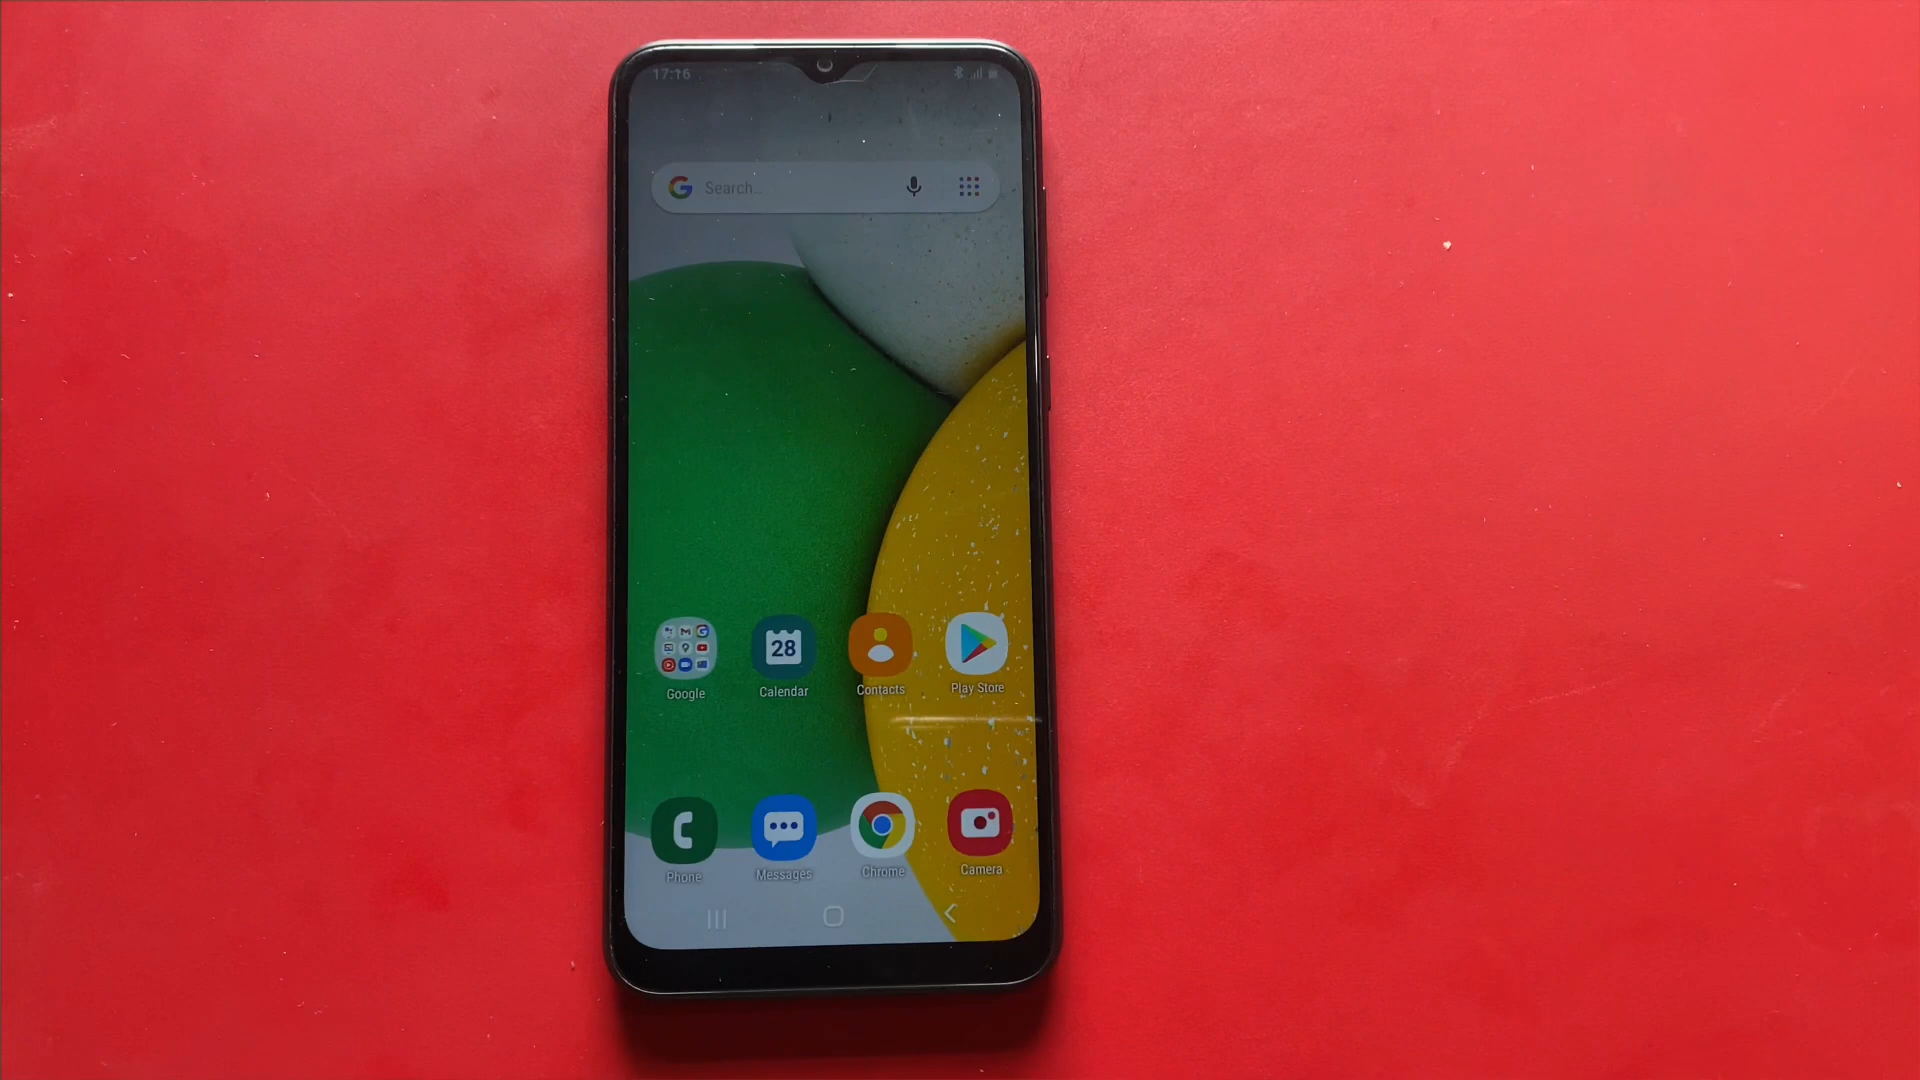 17:16
Search...
28
Google
Calendar
Contacts
Play Store
Phone
Messages
Chrome
Camera